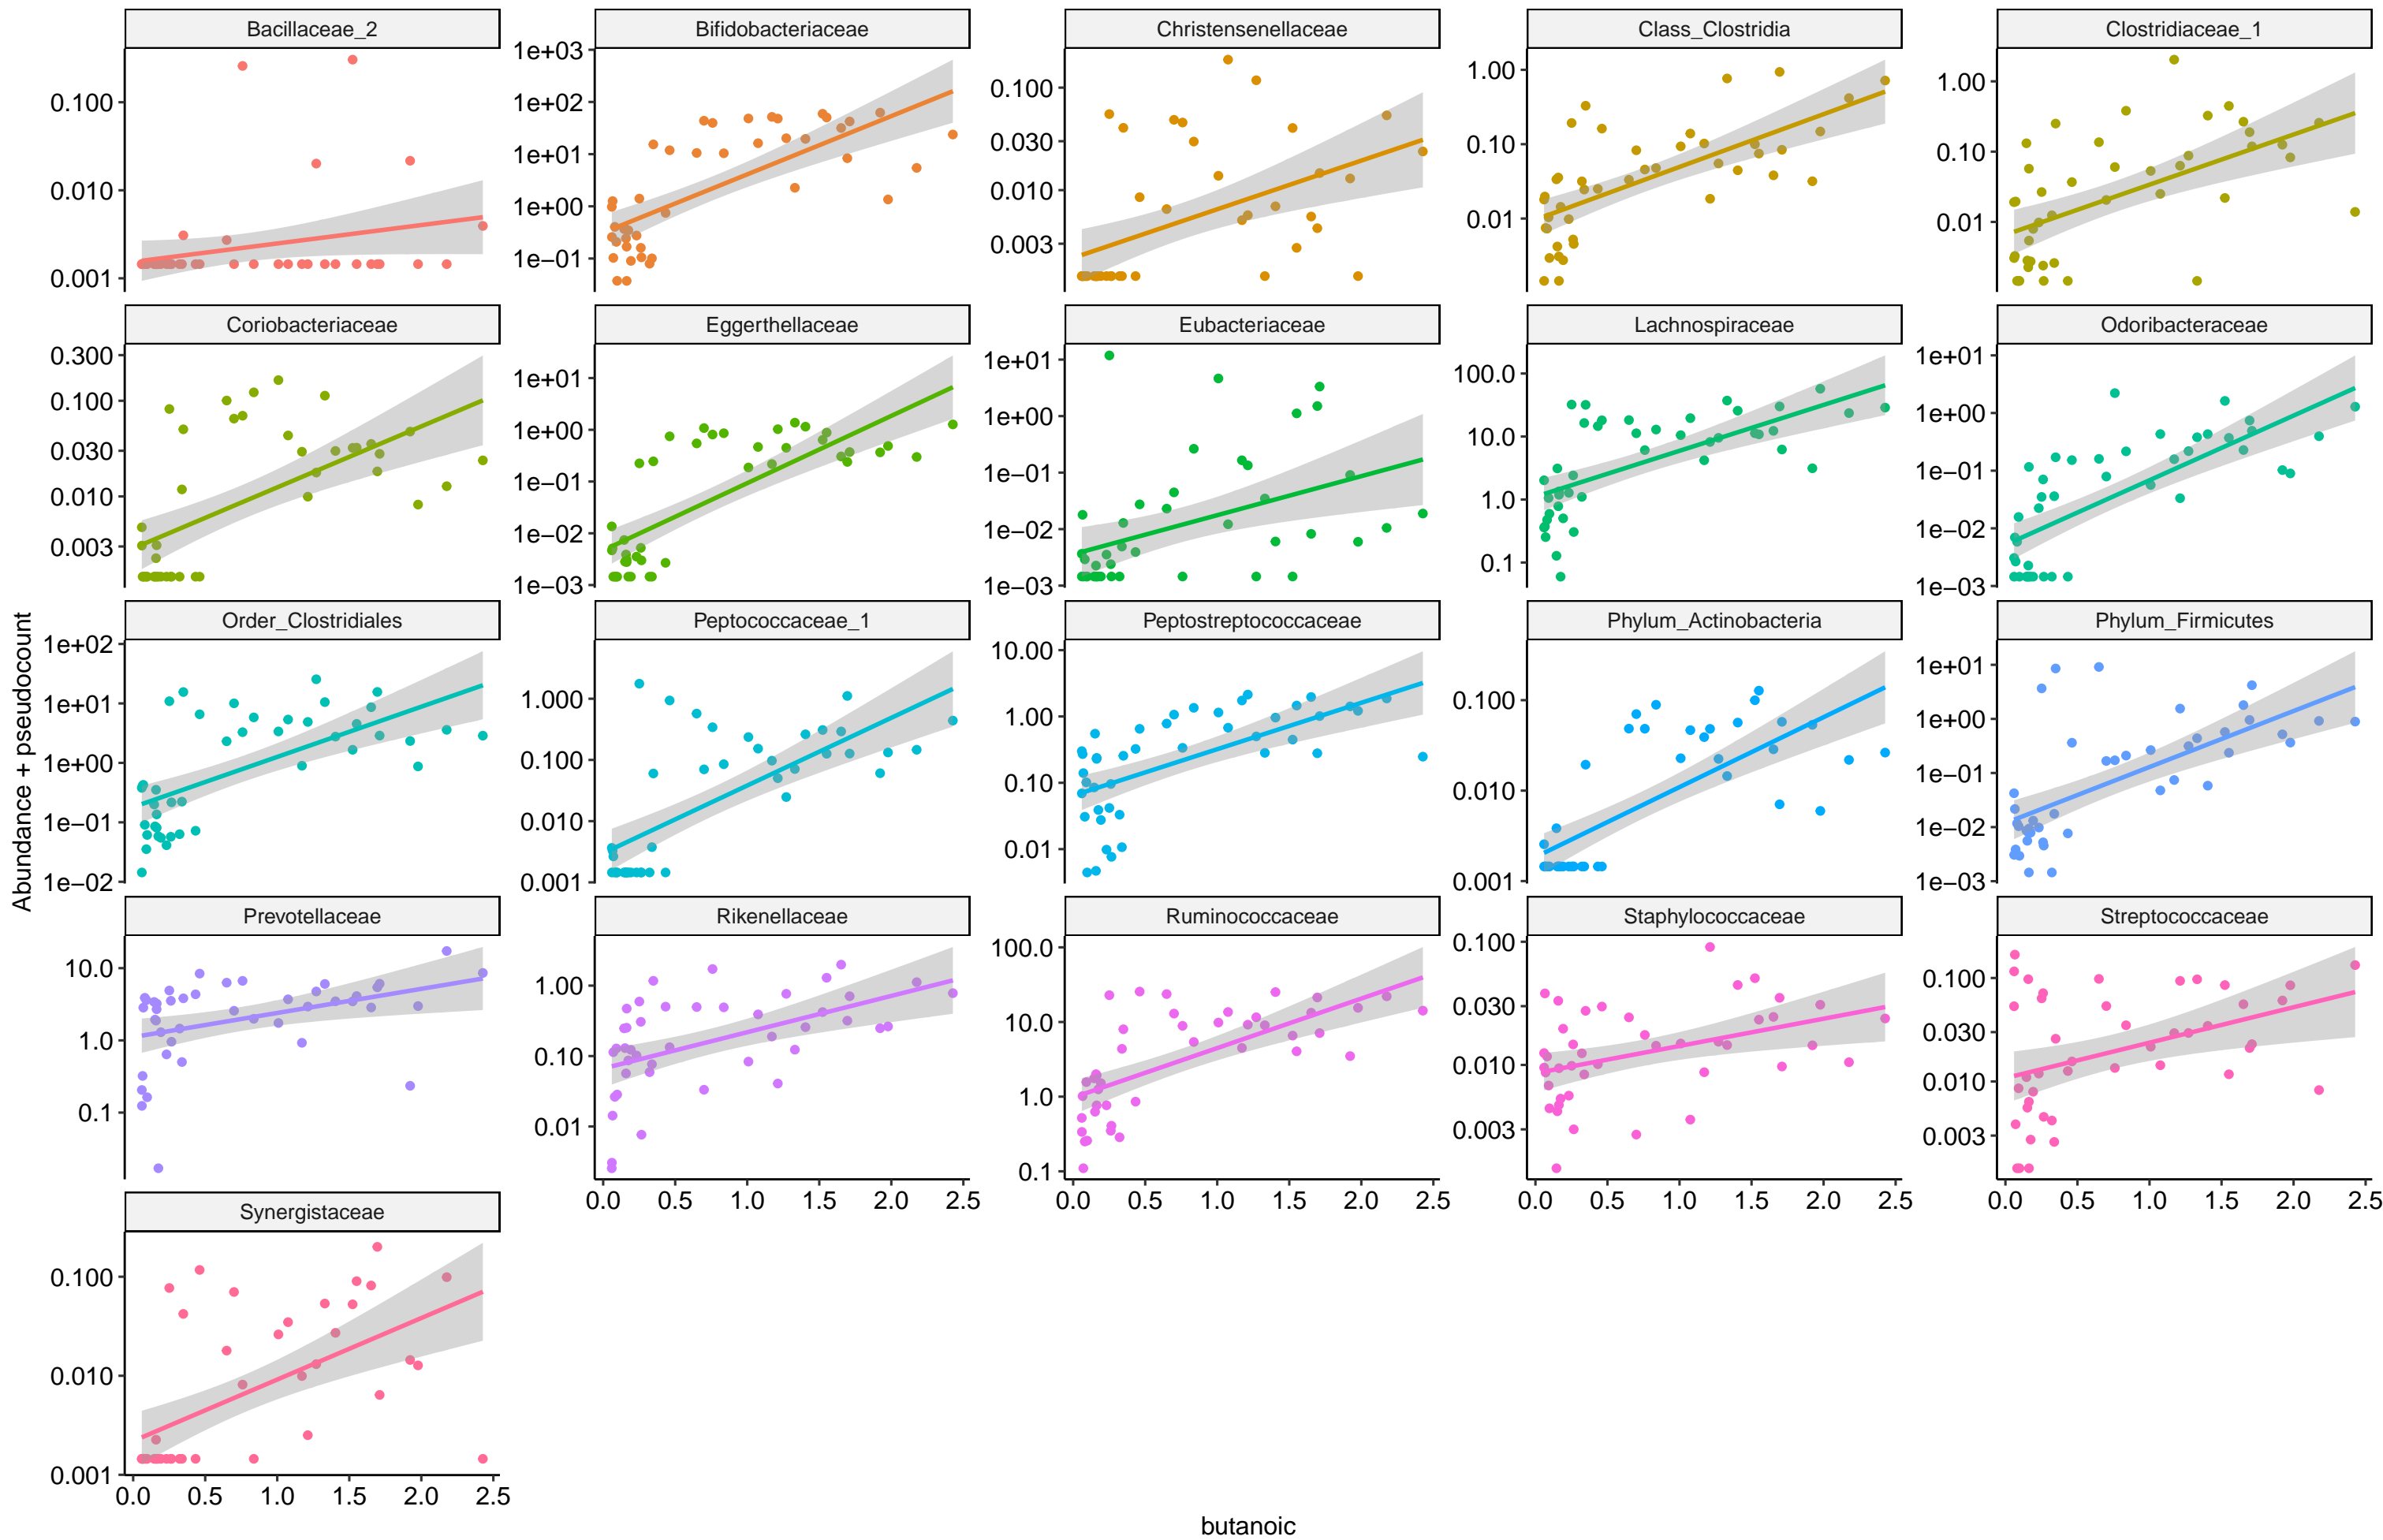 Bacillaceae_2
Bifidobacteriaceae
Christensenellaceae
Class_Clostridia
Clostridiaceae_1
0.100
0.010
0.001
1e+03
1e+02
1e+01
1e+00
1e−01
0.100
0.030
0.010
0.003
1.00
0.10
0.01
1.00
0.10
0.01
Coriobacteriaceae
Eggerthellaceae
Eubacteriaceae
Lachnospiraceae
Odoribacteraceae
0.300
0.100
0.030
0.010
0.003
1e+01
1e+00
1e−01
1e−02
1e−03
1e+01
1e+00
1e−01
1e−02
1e−03
100.0
10.0
1.0
0.1
1e+01
1e+00
1e−01
1e−02
1e−03
Abundance + pseudocount
Order_Clostridiales
Peptococcaceae_1
Peptostreptococcaceae
Phylum_Actinobacteria
Phylum_Firmicutes
1e+02
1e+01
1e+00
1e−01
1e−02
1.000
0.100
0.010
0.001
10.00
1.00
0.10
0.01
0.100
0.010
0.001
1e+01
1e+00
1e−01
1e−02
1e−03
Prevotellaceae
Rikenellaceae
Ruminococcaceae
Staphylococcaceae
Streptococcaceae
10.0
1.0
0.1
1.00
0.10
0.01
100.0
10.0
1.0
0.1
0.100
0.030
0.010
0.003
0.100
0.030
0.010
0.003
0.0 0.5 1.0 1.5 2.0 2.5
0.0 0.5 1.0 1.5 2.0 2.5
0.0 0.5 1.0 1.5 2.0 2.5
0.0 0.5 1.0 1.5 2.0 2.5
Synergistaceae
0.100
0.010
0.001
0.0 0.5 1.0 1.5 2.0 2.5
butanoic